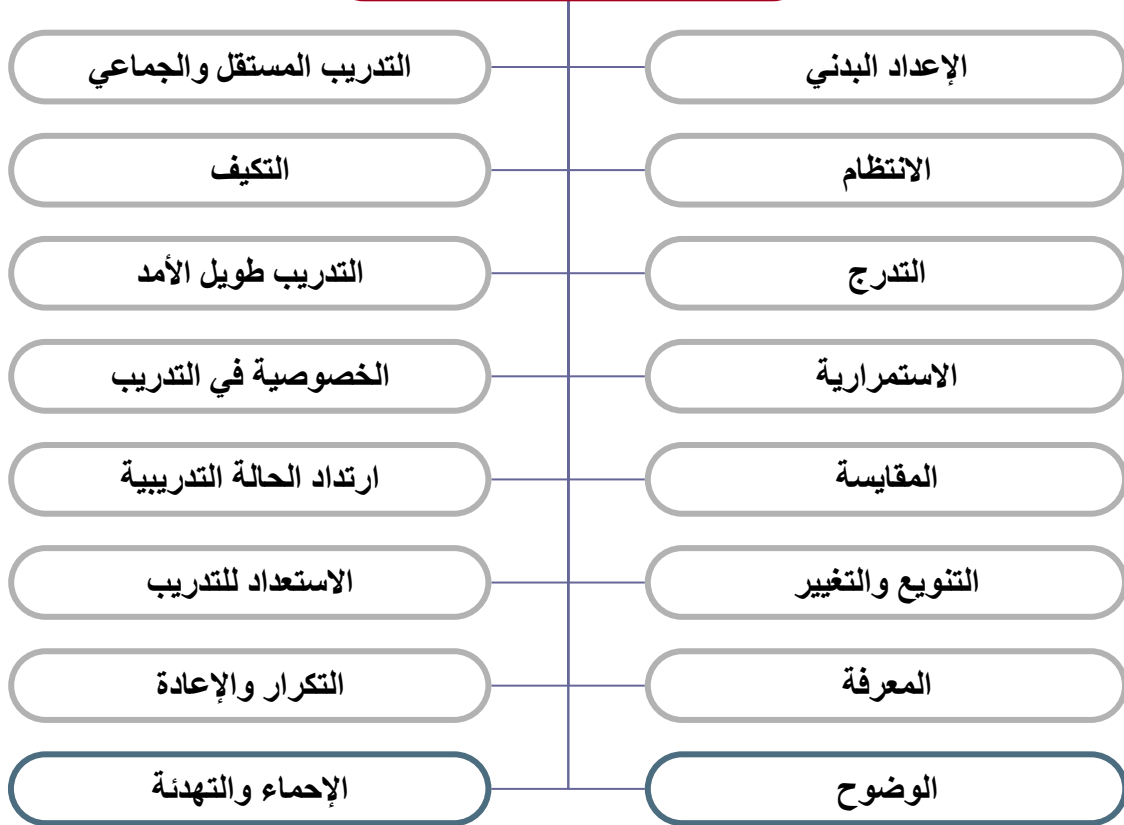 الإعداد البدني
التدريب المستقل والجماعي
الانتظام
التكيف
التدرج
التدريب طويل الأمد
الاستمرارية
الخصوصية في التدريب
المقايسة
ارتداد الحالة التدريبية
التنويع والتغيير
الاستعداد للتدريب
المعرفة
التكرار والإعادة
الوضوح
الإحماء والتهدئة